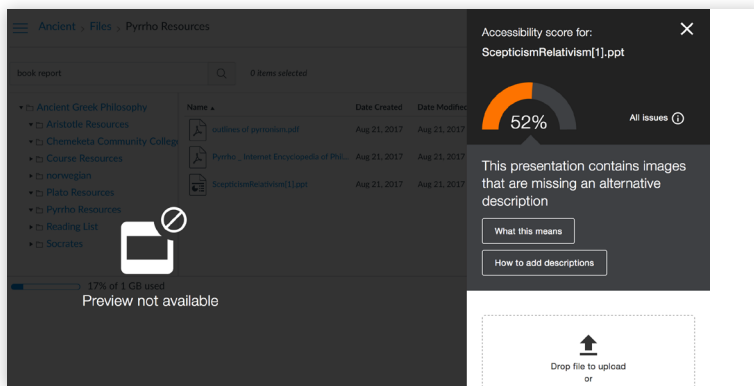 Ancient > Files > Pyrrho Resources
book report
0 items selected
Ancient Greek Philosophy
Aristotle Resources
Chemeketa Community Colleg
Course Resources
norwegian
Plato Resources
Pyrrho Resources
Reading List
Socrates
17% of 1 GB used
Name Date Created Date Modified
outlines of pyrronism.pdf Aug 21, 2017 Aug 21, 2017
Pyrrho _ Internet Encyclopedia of Phil... Aug 21, 2017 Aug 21, 2017
ScepticismRelativism[1].ppt Aug 21, 2017 Aug 21, 2017
Preview not available
Accessibility score for:
ScepticismRelativism[1].ppt
52%
All issues
This presentation contains images
that are missing an alternative
description
What this means
How to add descriptions
Drop file to upload
or